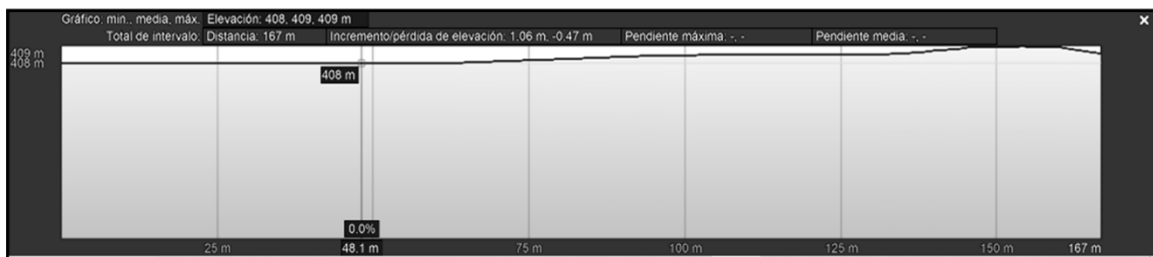 Gráfico: min., media, máx. Elevación: 408, 409, 409 m
Total de intervalo: Distancia: 167 m Incremento/pérdida de elevación: 1.06 m, -0.47 m Pendiente máxima: -, - Pendiente media: -, -
409 m
408 m
408 m
0.0%
25 m 48.1 m 75 m 100 m 125 m 150 m 167 m